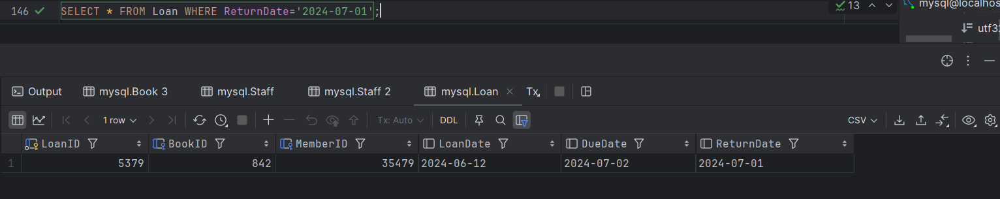 146 SELECT * FROM Loan WHERE ReturnDate='2024-07-01'; 13 mysql@localhos
utf32
Output mysql.Book 3 mysql.Staff mysql.Staff 2 mysql.Loan Tx
1 row Tx: Auto DDL CSV
LoanID BookID MemberID LoanDate DueDate ReturnDate
1 5379 842 35479 2024-06-12 2024-07-02 2024-07-01